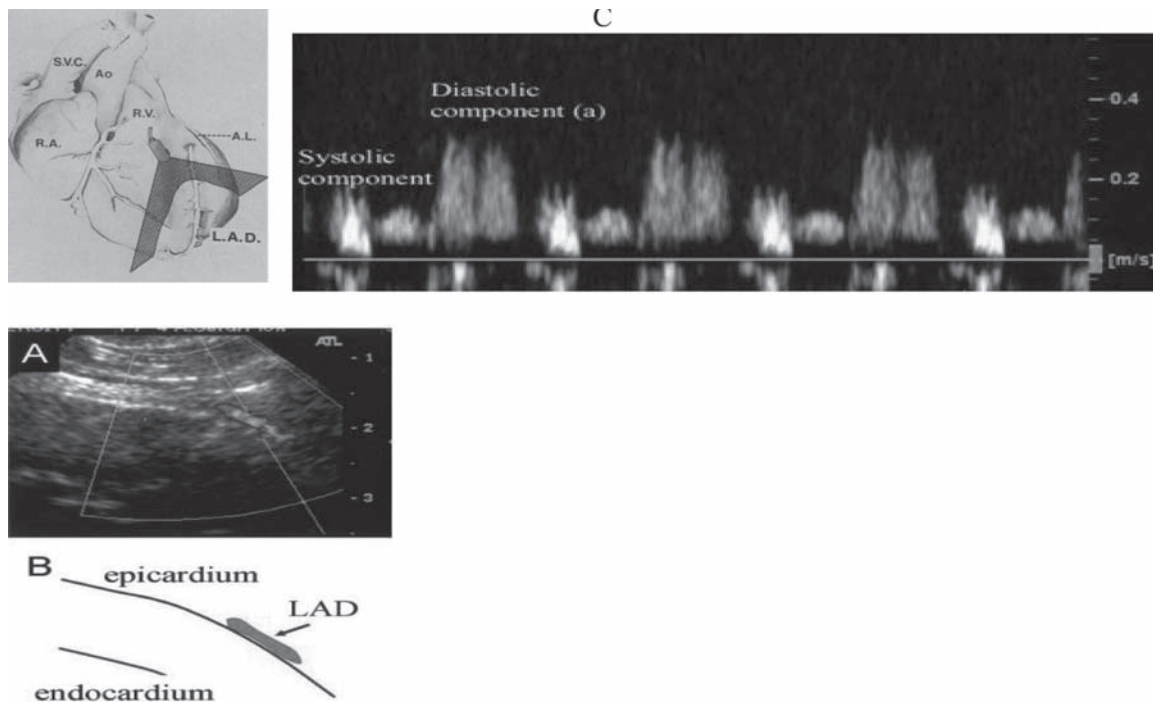 C
S.V.C.
Ao
R.V.
R.A.
A.L.
L.A.D.
Diastolic
component (a)
Systolic
component
0.4
0.2
[m/s]
A
ATL
1
2
3
B
epicardium
LAD
endocardium